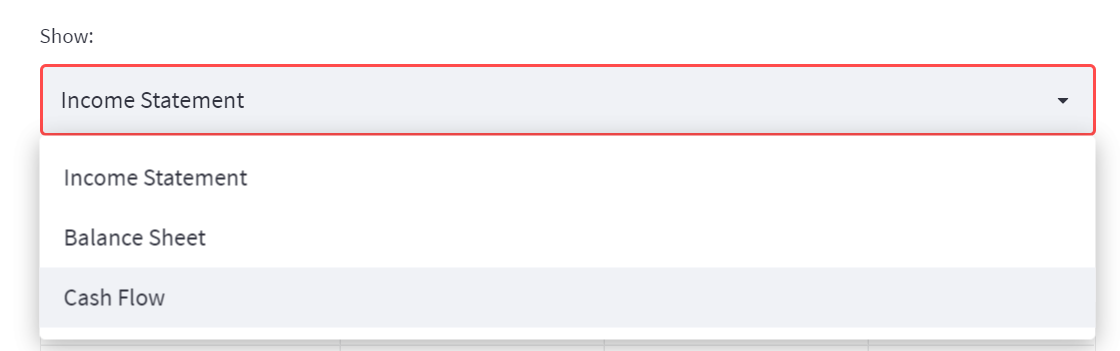 Show:
Income Statement
Income Statement
Balance Sheet
Cash Flow